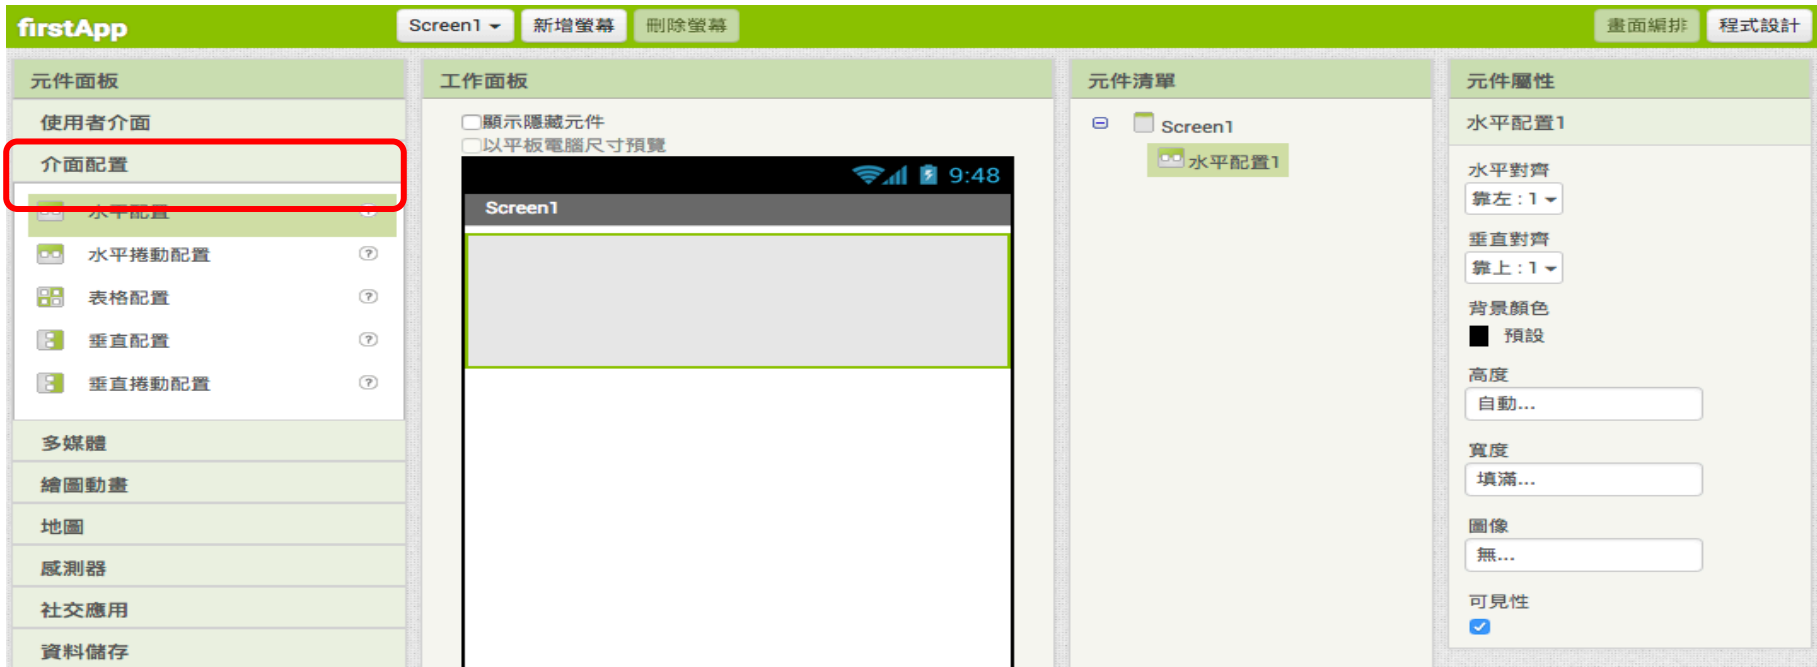 firstApp
Screen1 新增螢幕 刪除螢幕
畫面編排 程式設計
元件面板
使用者介面
介面配置
水平配置
水平捲動配置
表格配置
垂直配置
垂直捲動配置
多媒體
繪圖動畫
地圖
感測器
社交應用
資料儲存
工作面板
顯示隱藏元件
以平板電腦尺寸預覽
9:48
Screen1
元件清單
Screen1
水平配置1
元件屬性
水平配置1
水平對齊
靠左 : 1
垂直對齊
靠上 : 1
背景顏色
預設
高度
自動...
寬度
填滿...
圖像
無...
可見性